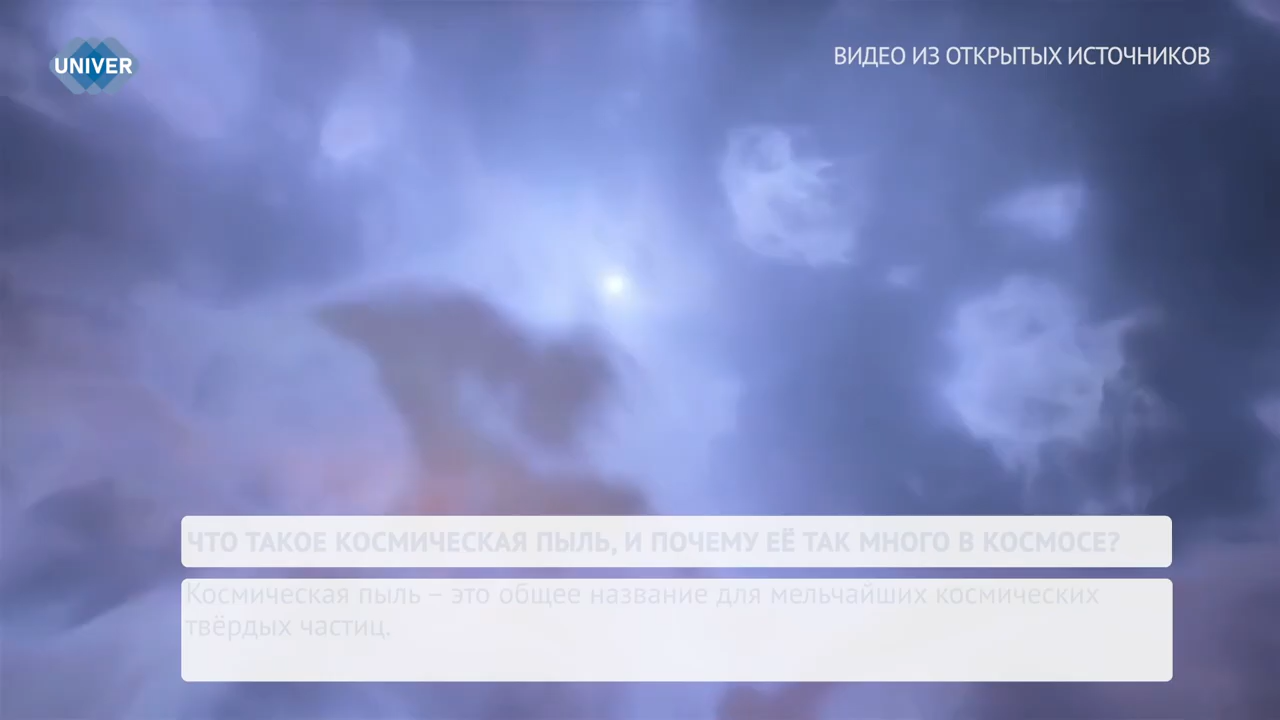 UNIVER
ВИДЕО ИЗ ОТКРЫТЫХ ИСТОЧНИКОВ
ЧТО ТАКОЕ КОСМИЧЕСКАЯ ПЫЛЬ, И ПОЧЕМУ ЕЁ ТАК МНОГО В КОСМОСЕ?
Космическая пыль – это общее название для мельчайших космических
твёрдых частиц.